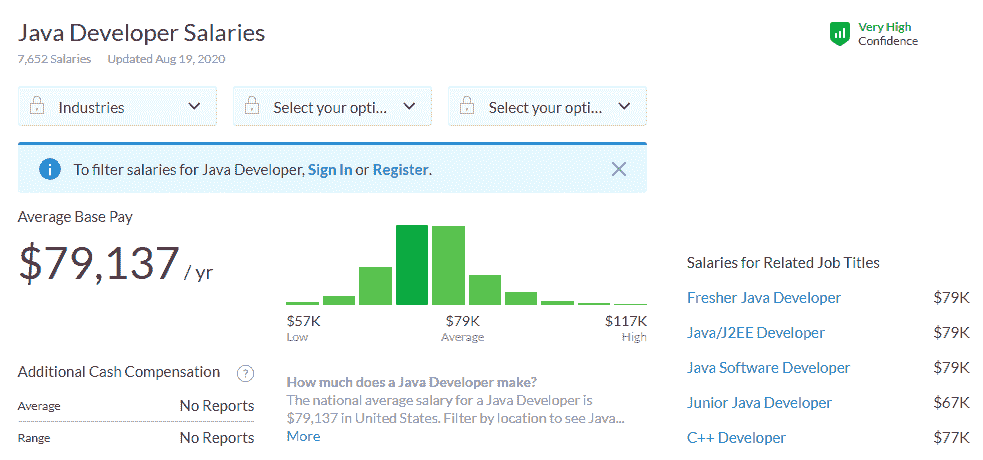 Java Developer Salaries
7,652 Salaries Updated Aug 19, 2020
Very High
Confidence
Industries
Select your opti...
Select your opti...
To filter salaries for Java Developer, Sign In or Register.
Average Base Pay
$79,137 / yr
$57K
Low
$79K
Average
$117K
High
Additional Cash Compensation ?
Average No Reports
Range No Reports
How much does a Java Developer make?
The national average salary for a Java Developer is
$79,137 in United States. Filter by location to see Java...
More
Salaries for Related Job Titles
Fresher Java Developer $79K
Java/J2EE Developer $79K
Java Software Developer $79K
Junior Java Developer $67K
C++ Developer $77K